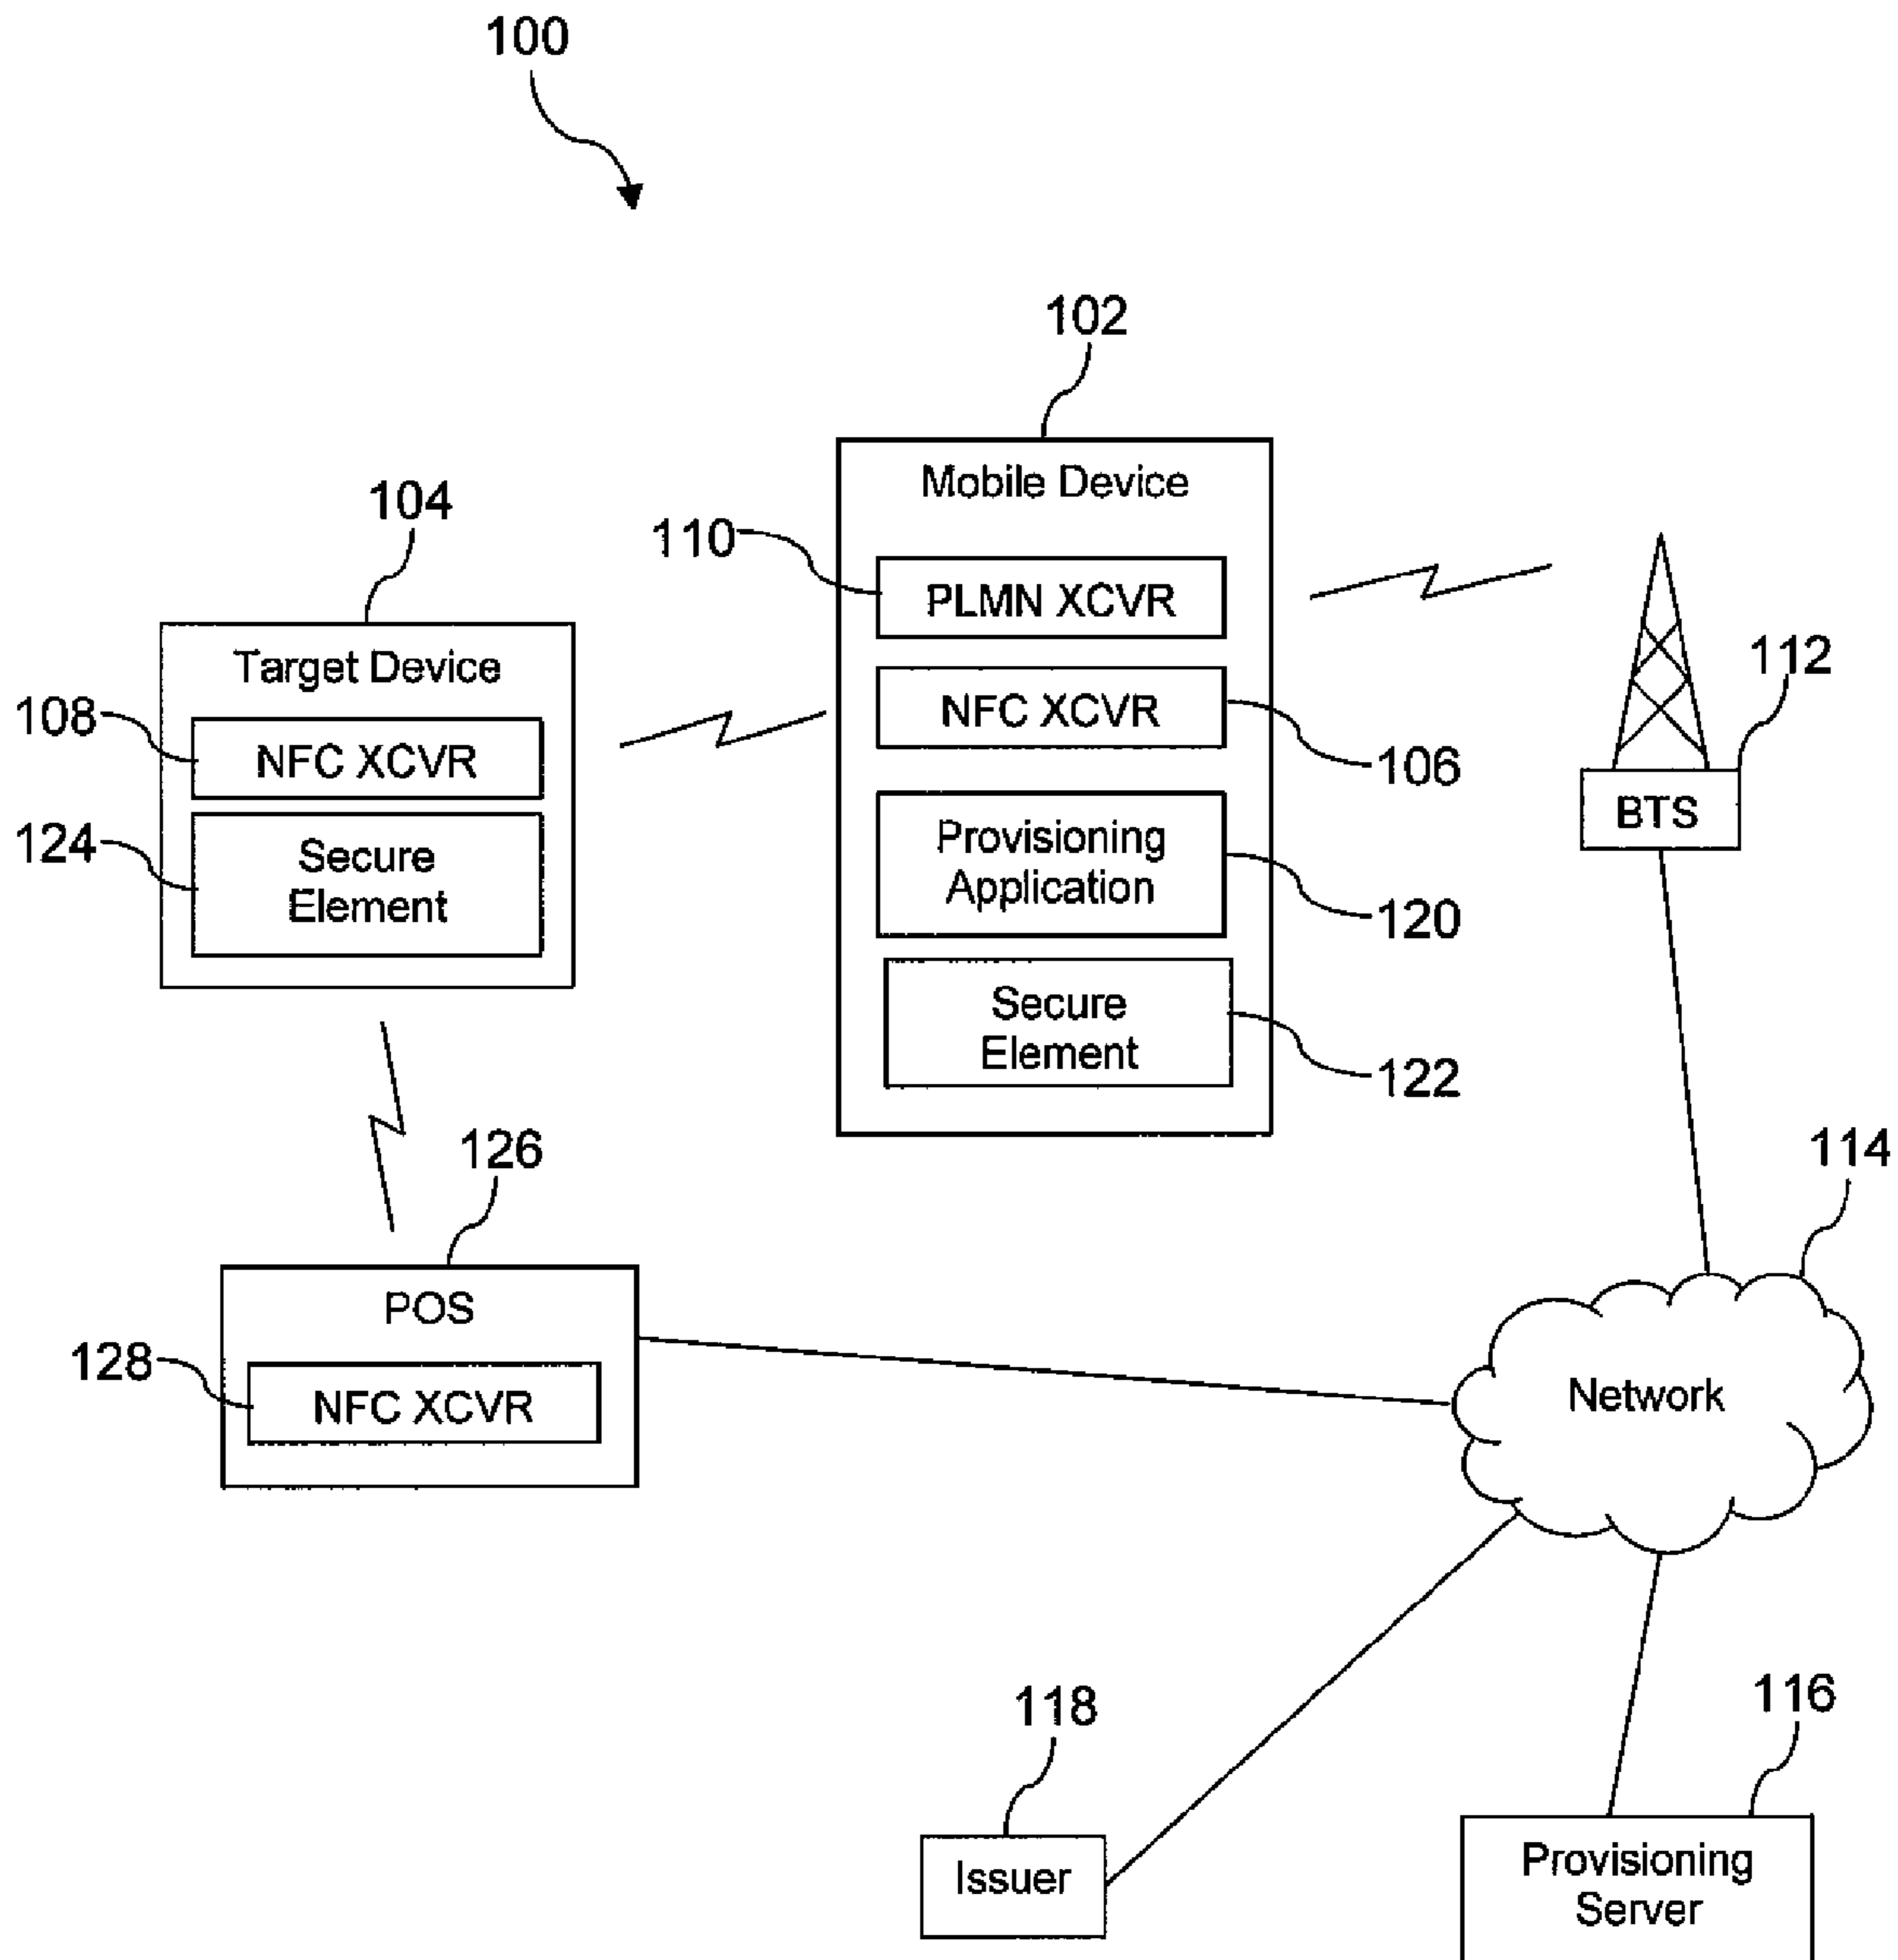 100
102
Mobile Device
104
110
PLMN XCVR
Target Device
112
108
NFC XCVR
NFC XCVR
106
BTS
124
Secure
Element
Provisioning
Application
120
Secure
Element
122
126
114
POS
128
NFC XCVR
Network
118
116
Issuer
Provisioning
Server